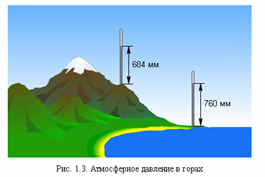 684 мм
760 мм
Рис. 1.3. Атмосферное давление в горах